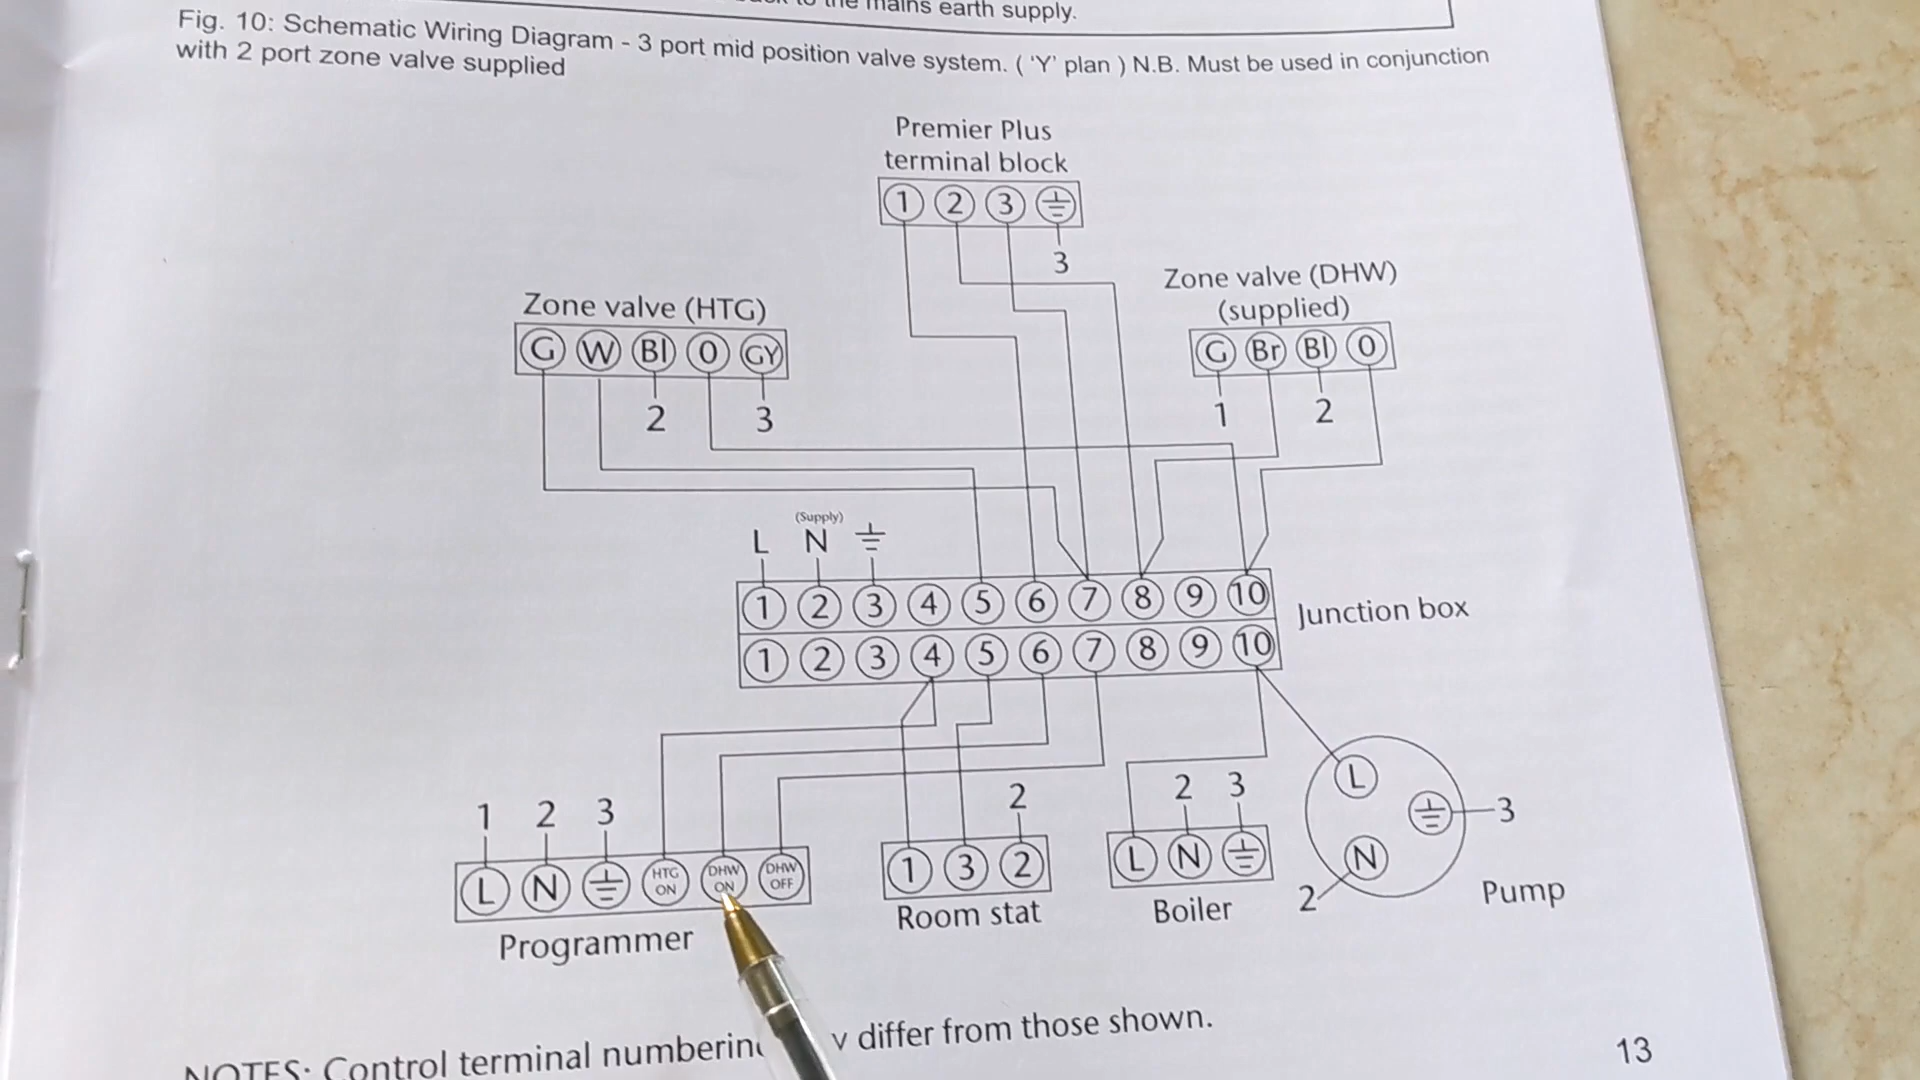 the mains earth supply.
Fig. 10: Schematic Wiring Diagram - 3 port mid position valve system. ( 'Y' plan ) N.B. Must be used in conjunction
with 2 port zone valve supplied
Premier Plus
terminal block
1 2 3
3
Zone valve (HTG)
G W Bl O GY
2 3
Zone valve (DHW)
(supplied)
G Br Bl O
1 2
(Supply)
L N
1 2 3 4 5 6 7 8 9 10
1 2 3 4 5 6 7 8 9 10
Junction box
1 2 3
L N HTG ON DHW ON DHW OFF
Programmer
2
1 3 2
Room stat
2 3
L N
Boiler
L
3
N
2
Pump
NOTES: Control terminal differ from those shown.
13